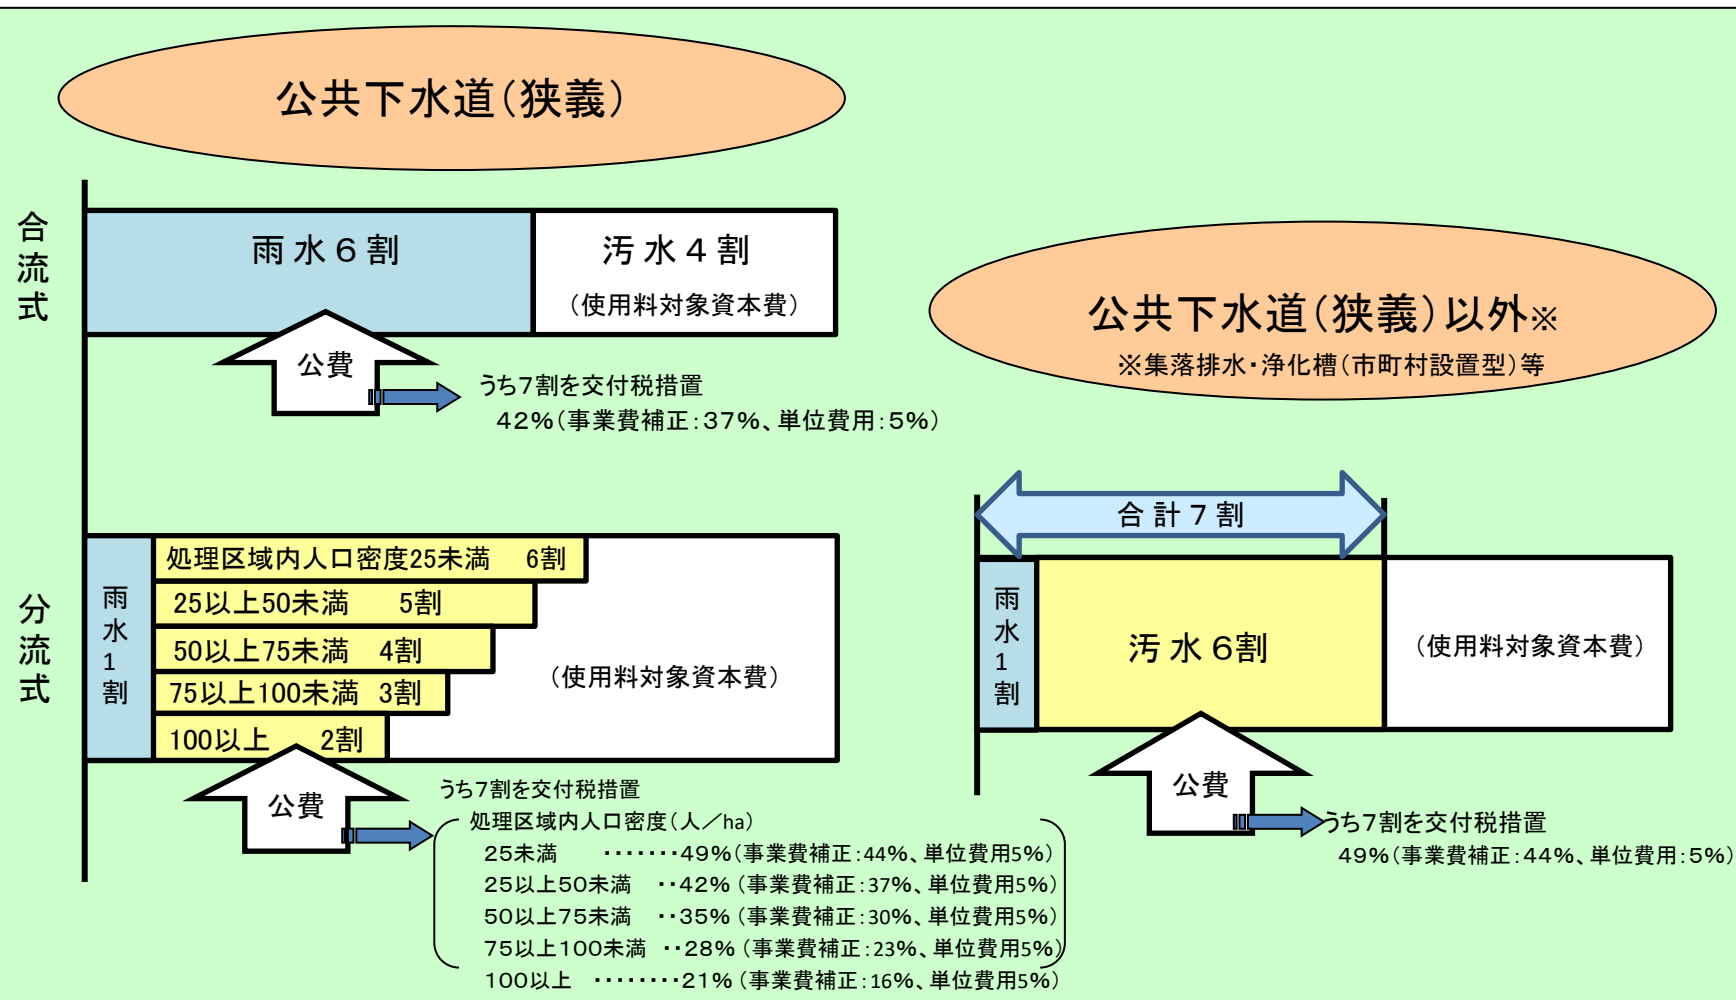 公共下水道(狭義)
合流式
雨水6割
汚水4割
(使用料対象資本費)
公費
うち7割を交付税措置
42%(事業費補正:37%、単位費用:5%)
分流式
雨水1割
処理区域内人口密度25未満 6割
25以上50未満 5割
50以上75未満 4割
75以上100未満 3割
100以上 2割
(使用料対象資本費)
公費
うち7割を交付税措置
処理区域内人口密度(人/ha)
25未満 ・・・・・・・49%(事業費補正:44%、単位費用5%)
25以上50未満 ・・42%(事業費補正:37%、単位費用5%)
50以上75未満 ・・35%(事業費補正:30%、単位費用5%)
75以上100未満 ・・28%(事業費補正:23%、単位費用5%)
100以上 ・・・・・・・・21%(事業費補正:16%、単位費用5%)
公共下水道(狭義)以外※
※集落排水・浄化槽(市町村設置型)等
合計7割
雨水1割
汚水6割
(使用料対象資本費)
公費
うち7割を交付税措置
49%(事業費補正:44%、単位費用:5%)